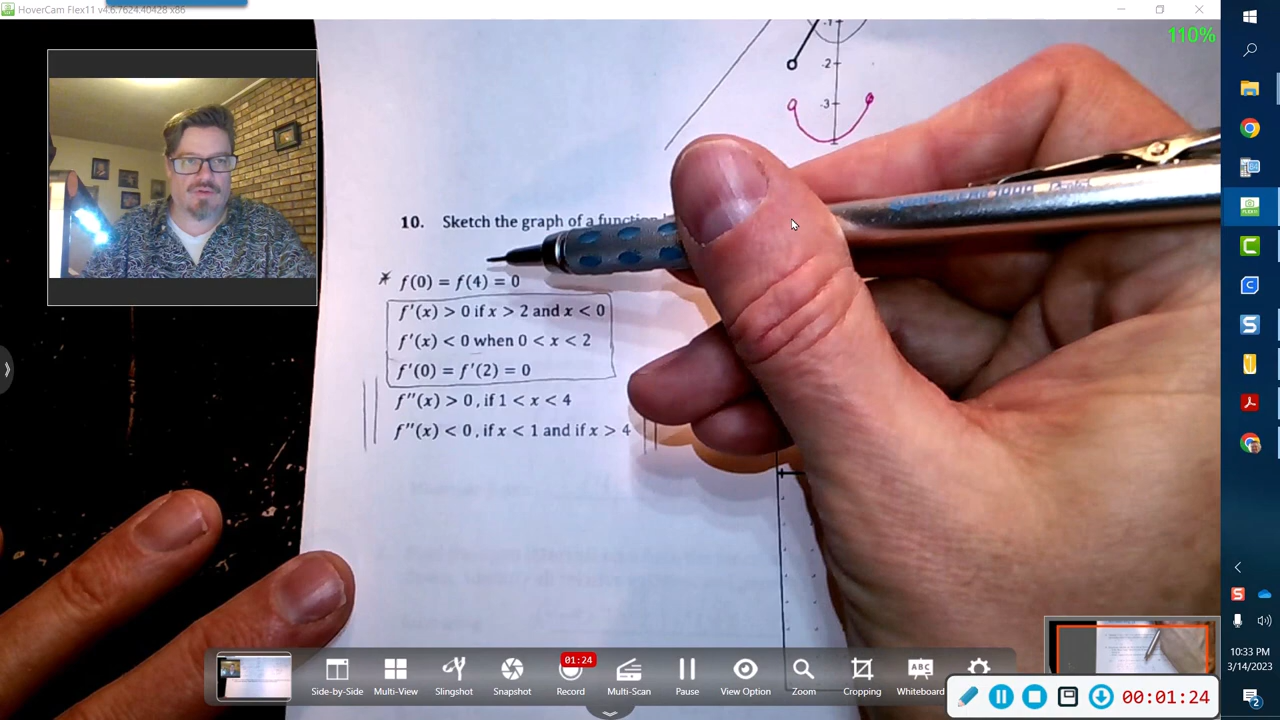 HoverCam Flex11 v4.6.7624.40428 x86
110%
-2
-3
10. Sketch the graph of a function
* f(0) = f(4) = 0
f'(x) > 0 if x > 2 and x < 0
f'(x) < 0 when 0 < x < 2
f'(0) = f'(2) = 0
f''(x) > 0 , if 1 < x < 4
f''(x) < 0 , if x < 1 and if x > 4
01:24
Side-by-Side
Multi-View
Slingshot
Snapshot
Record
Multi-Scan
Pause
View Option
Zoom
Cropping
ABC
Whiteboard
00:01:24
10:33 PM
3/14/2023
2